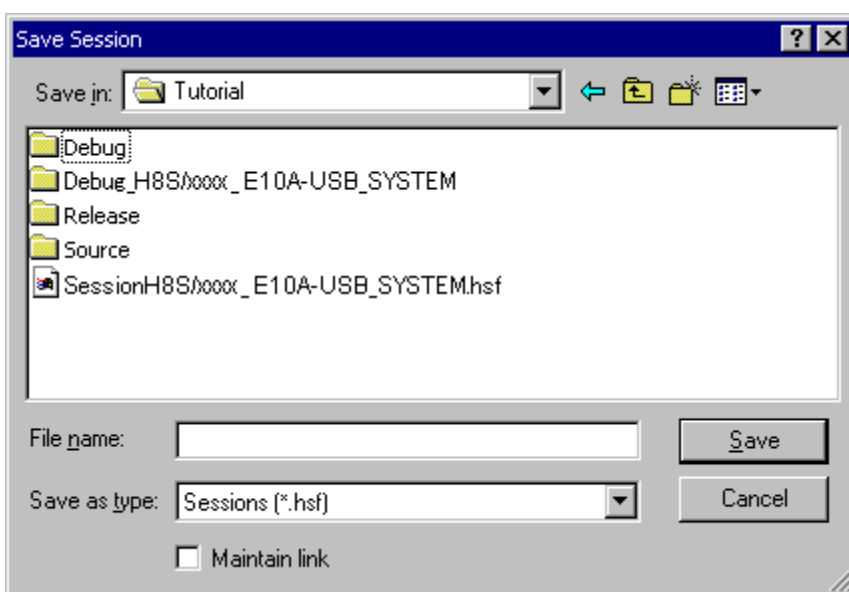 Save Session
Save in: Tutorial
Debug
Debug_H8S/xxxx_E10A-USB_SYSTEM
Release
Source
SessionH8S/xxxx_E10A-USB_SYSTEM.hsf
File name:
Save
Save as type: Sessions (*.hsf)
Cancel
Maintain link